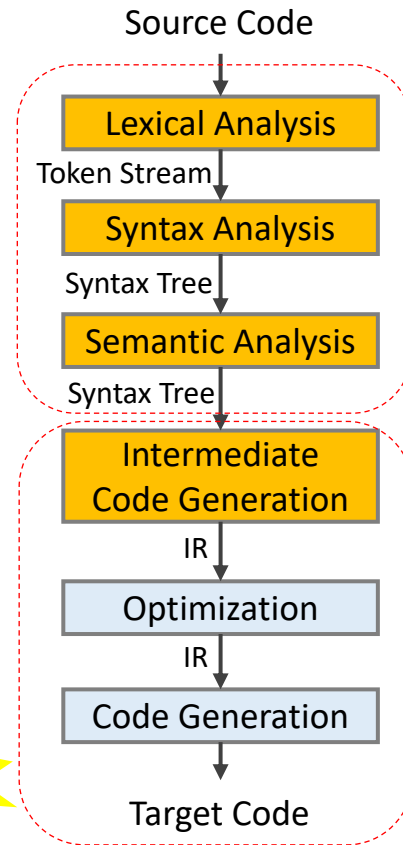 Source Code
Lexical Analysis
Token Stream
Syntax Analysis
Syntax Tree
Semantic Analysis
Syntax Tree
Intermediate
Code Generation
IR
Optimization
IR
Code Generation
Target Code